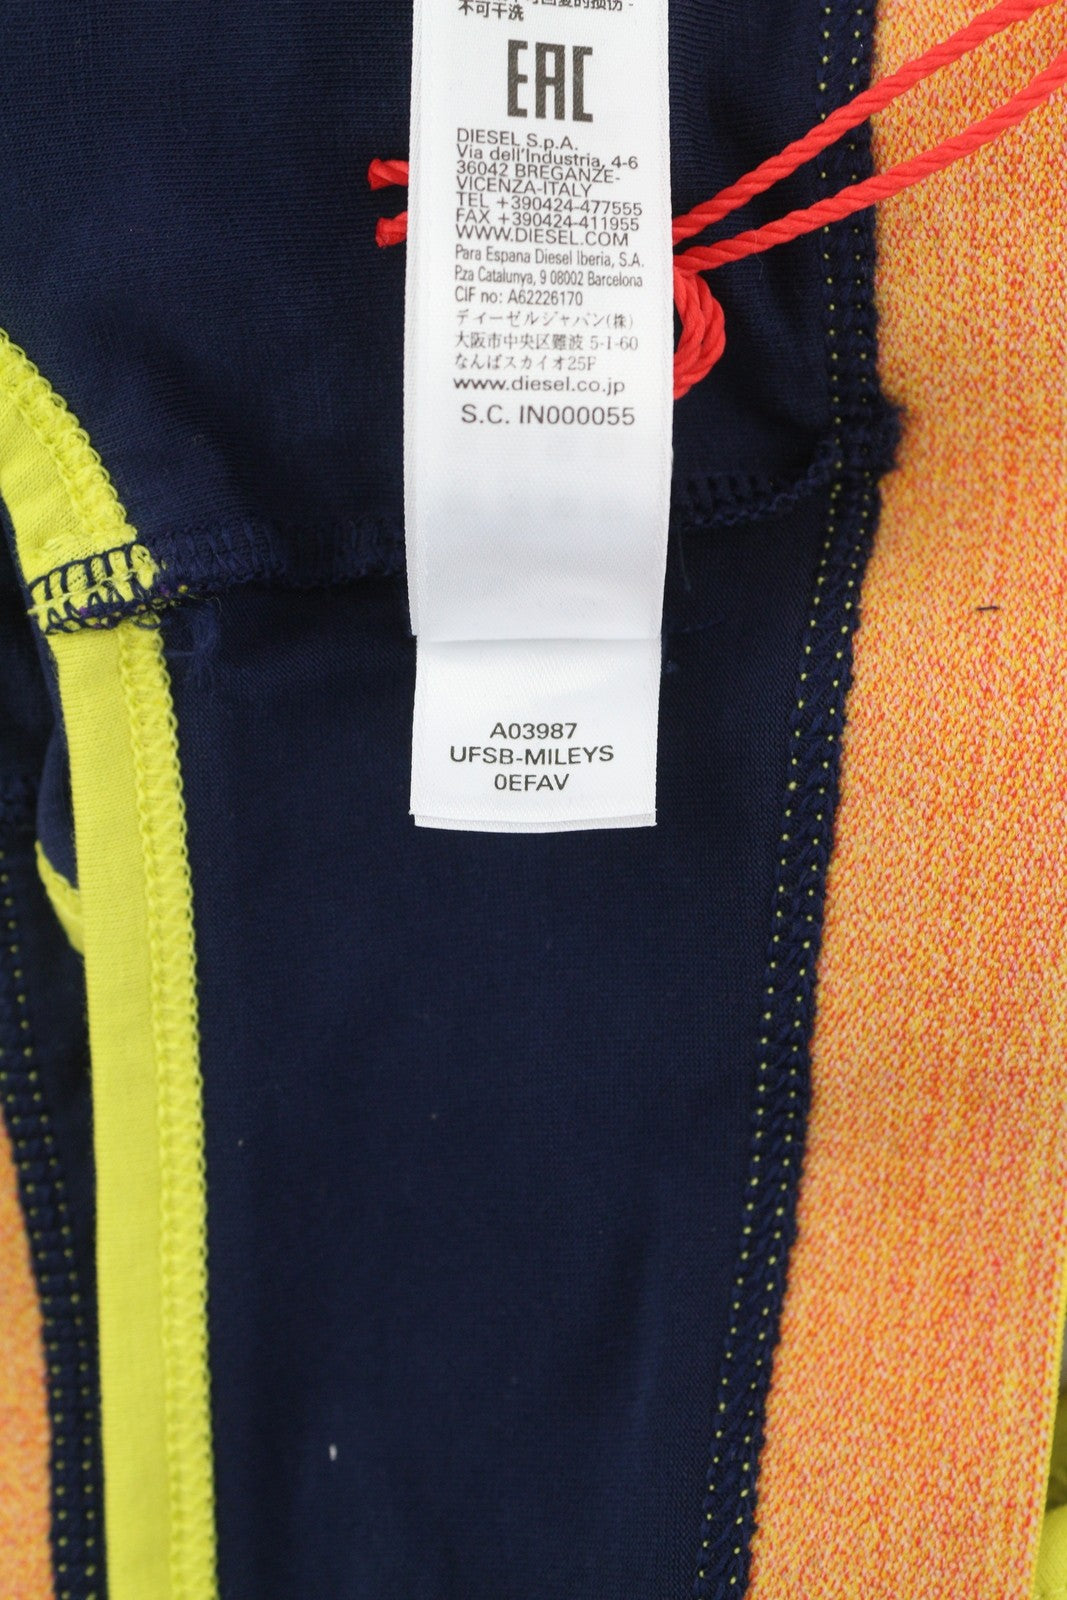 不可干洗
EAC
DIESEL S.p.A.
Via dell'Industria, 4-6
36042 BREGANZE-
VICENZA-ITALY
TEL +390424-477555
FAX +390424-411955
WWW.DIESEL.COM
Para Espana Diesel Iberia, S.A.
Pza Catalunya, 9 08002 Barcelona
CIF no: A62226170
ディーゼルジャパン(株)
大阪市中央区難波 5-1-60
なんばスカイオ25F
www.diesel.co.jp
S.C. IN000055
A03987
UFSB-MILEYS
0EFAV